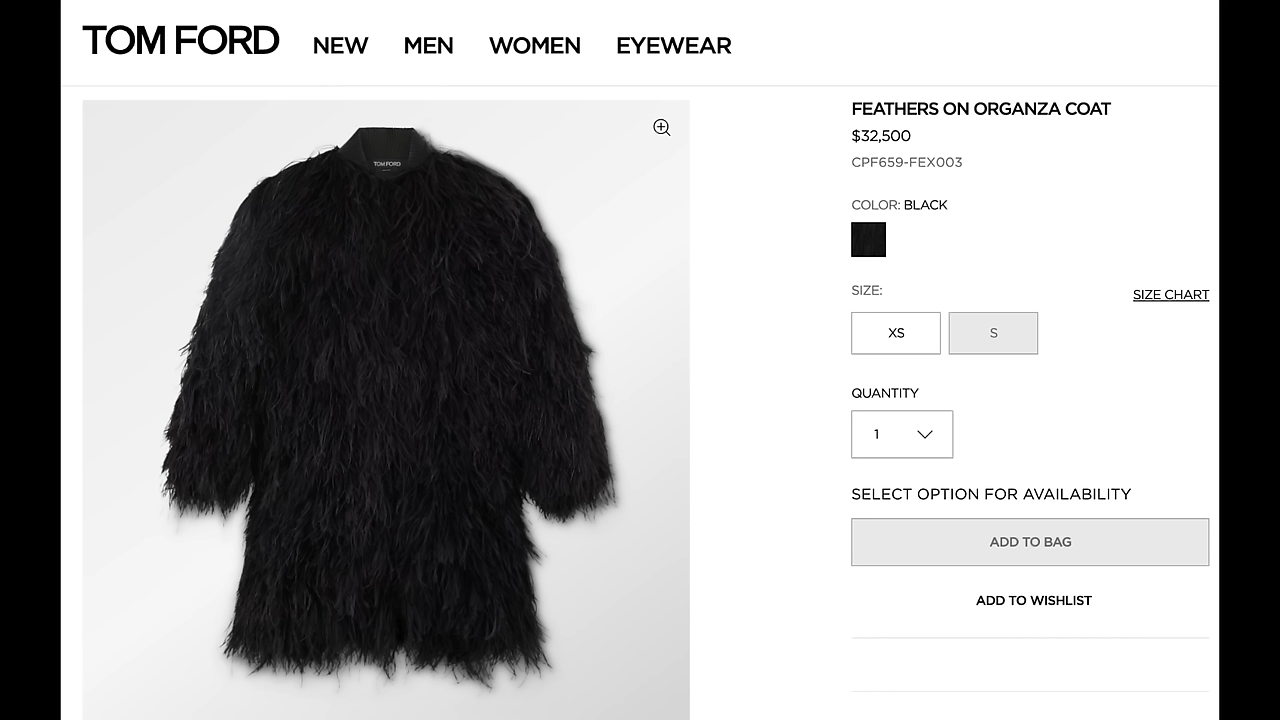 TOM FORD NEW MEN WOMEN EYEWEAR
TOM FORD
FEATHERS ON ORGANZA COAT
$32,500
CPF659-FEX003
COLOR: BLACK
SIZE:
SIZE CHART
XS S
QUANTITY
1
SELECT OPTION FOR AVAILABILITY
ADD TO BAG
ADD TO WISHLIST